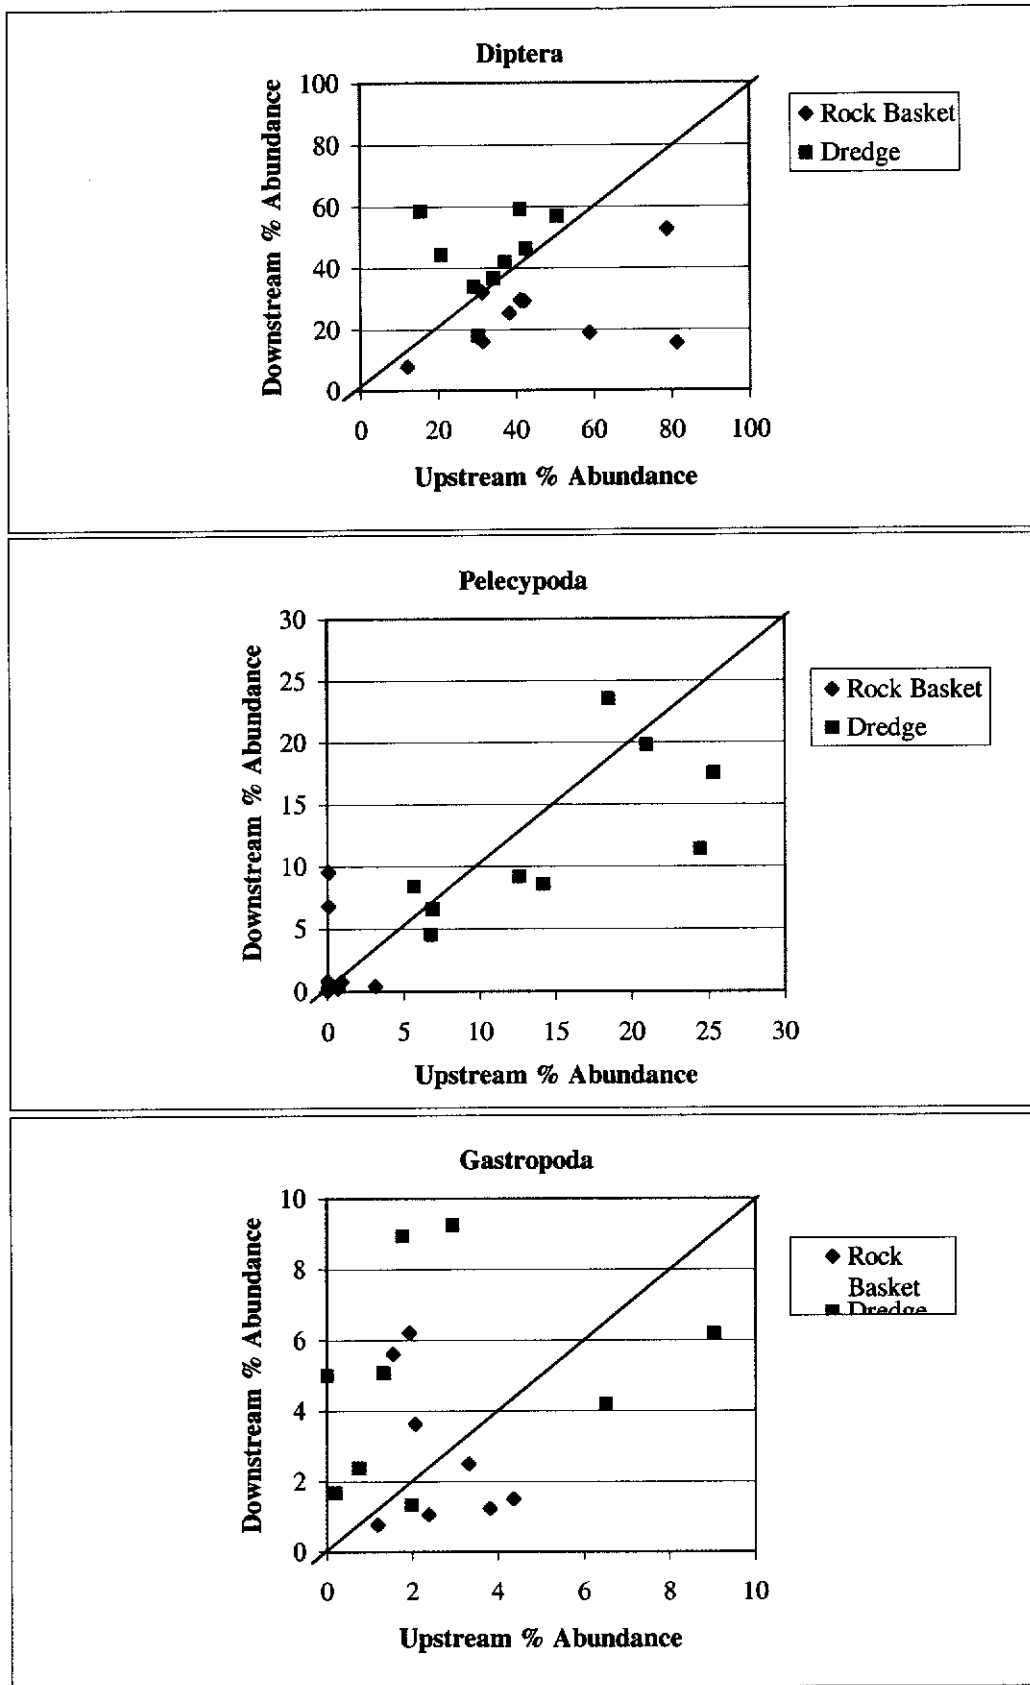 Diptera
100
80
60
40
20
0
Downstream % Abundance
0 20 40 60 80 100
Upstream % Abundance
Rock Basket
Dredge
Pelecypoda
30
25
20
15
10
5
0
Downstream % Abundance
0 5 10 15 20 25 30
Upstream % Abundance
Rock Basket
Dredge
Gastropoda
10
8
6
4
2
0
Downstream % Abundance
0 2 4 6 8 10
Upstream % Abundance
Rock
Basket
Dredge